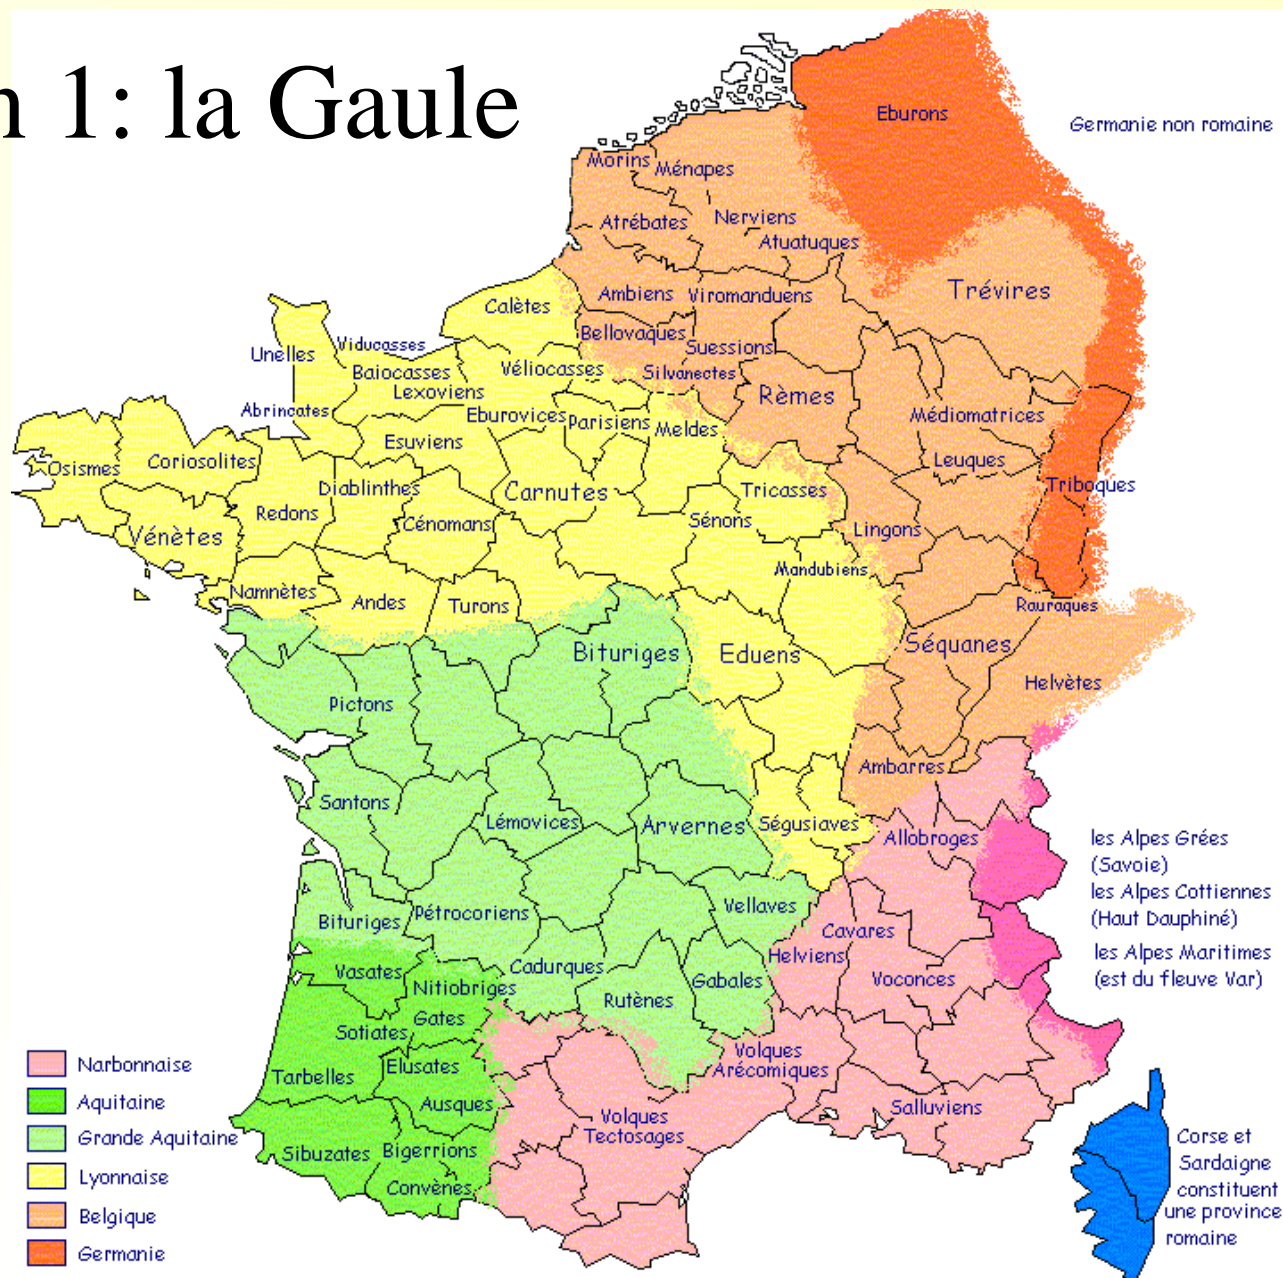 n 1: la Gaule
Eburons
Germanie non romaine
Morins
Ménapes
Atrébates
Nerviens
Atuatuques
Trévires
Ambiens
Viromanduens
Calètes
Bellovaques
Suessions
Silvanectes
Unelles
Viducasses
Baiocasses
Lexoviens
Véliocasses
Rèmes
Abrincates
Eburovices
Parisiens
Meldes
Médiomatrices
Esuviens
Leuques
Osismes
Coriosolites
Diablinthes
Carnutes
Tricasses
Triboques
Redons
Cénomans
Sénons
Lingons
Vénètes
Mandubiens
Namnètes
Andes
Turons
Rauraques
Bituriges
Eduens
Séquanes
Helvètes
Pictons
Ambarres
Santons
Lémovices
Arvernes
Ségusiaves
Allobroges
les Alpes Grées
(Savoie)
les Alpes Cottiennes
(Haut Dauphiné)
les Alpes Maritimes
(est du fleuve Var)
Bituriges
Pétrocoriens
Vellaves
Cavares
Helviens
Vasates
Nitiobriges
Cadurques
Rutènes
Gabales
Voconces
Sotiates
Gates
Volques
Arécomiques
Tarbelles
Elusates
Ausques
Volques
Tectosages
Salluviens
Sibuzates
Bigerrions
Convènes
Narbonnaise
Aquitaine
Grande Aquitaine
Lyonnaise
Belgique
Germanie
Corse et
Sardaigne
constituent
une province
romaine